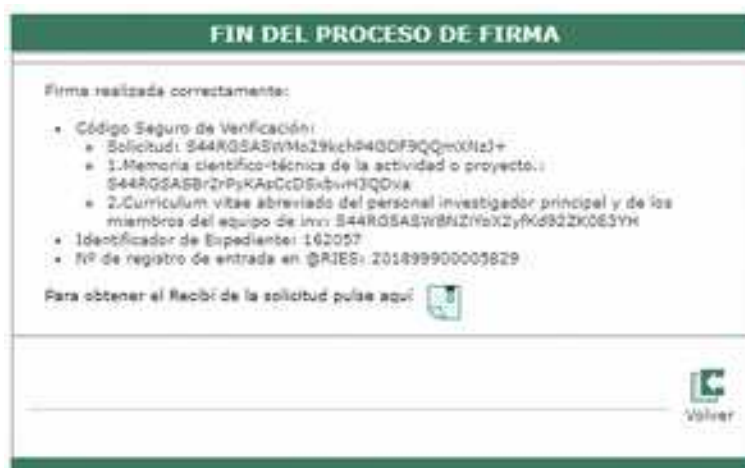 FIN DEL PROCESO DE FIRMA
Firma realizada correctamente:
Código Seguro de Verificación:
Solicitud:
1.Memoria científico-técnica de la actividad o proyecto.:
2.Curriculum vitae abreviado del personal investigador principal y de los
miembros del equipo de inv:
Identificador de Expediente: 162057
Nº de registro de entrada en @RIES: 201899900005829
Para obtener el Recibí de la solicitud pulse aquí
Volver